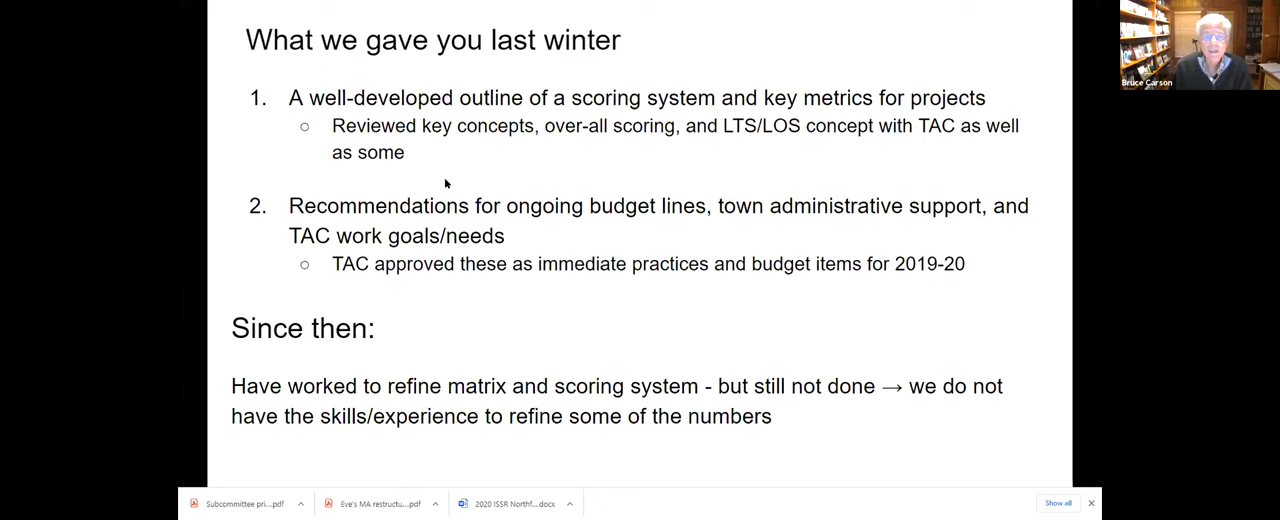 What we gave you last winter
1. A well-developed outline of a scoring system and key metrics for projects
○ Reviewed key concepts, over-all scoring, and LTS/LOS concept with TAC as well
as some
2. Recommendations for ongoing budget lines, town administrative support, and
TAC work goals/needs
○ TAC approved these as immediate practices and budget items for 2019-20
Since then:
Have worked to refine matrix and scoring system - but still not done → we do not
have the skills/experience to refine some of the numbers
Bruce Carson
Subcommittee pri....pdf
Eve's MA restructu....pdf
2020 ISSR Northf....docx
Show all